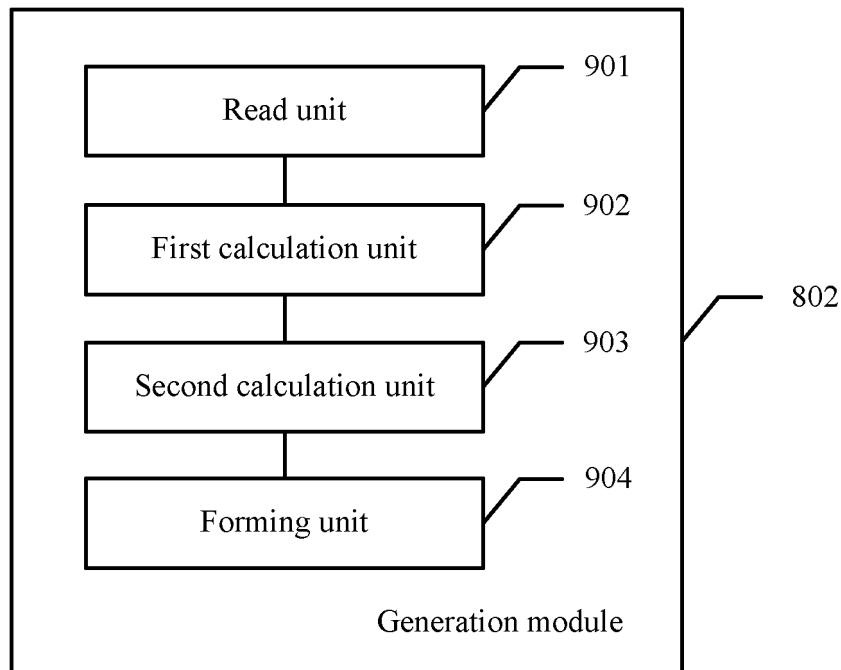 901
Read unit
902
First calculation unit
802
903
Second calculation unit
904
Forming unit
Generation module